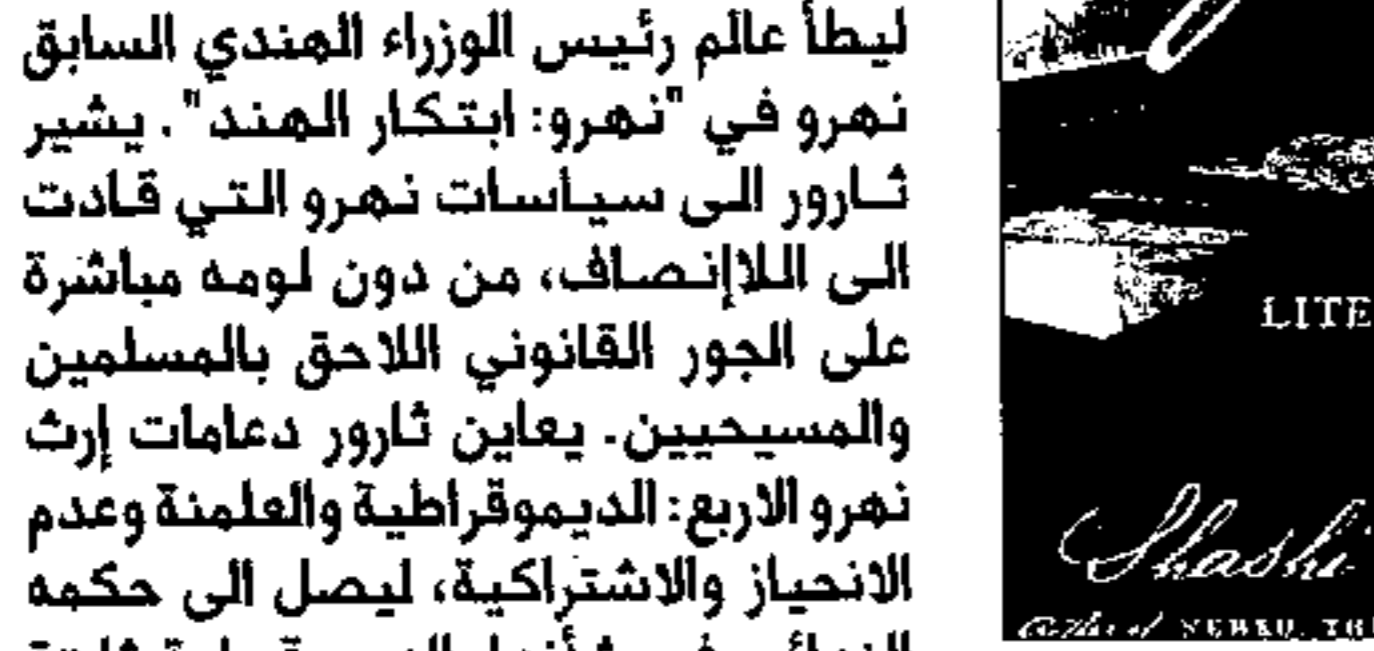 ليطأ عالم رئيس الوزراء الهندي السابق
نهرو في "نهرو: ابتكار الهند". يشير
ثارور الى سياسات نهرو التي قادت
الى اللاإنصاف، من دون لومه مباشرة
على الجور القانوني اللاحق بالمسلمين
والمسيحيين. يعاين ثارور دعامات إرث
نهرو الاربع: الديموقراطية والعلمنة وعدم
الانحياز والاشتراكية، ليصل الى حكمه
LITE
Shashi